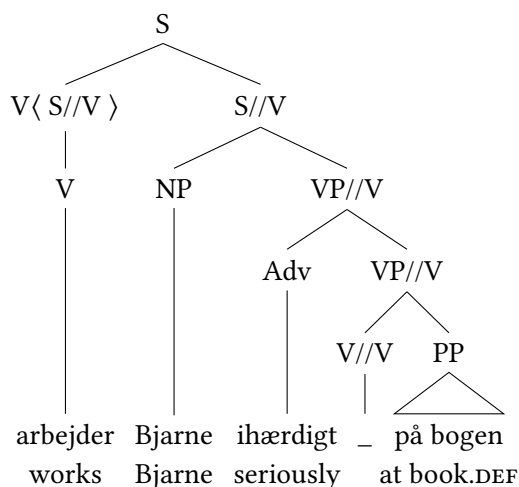 S
V⟨ S//V ⟩ S//V
V NP VP//V
Adv VP//V
V//V PP
arbejder Bjarne ihærdigt _ på bogen
works Bjarne seriously at book.DEF